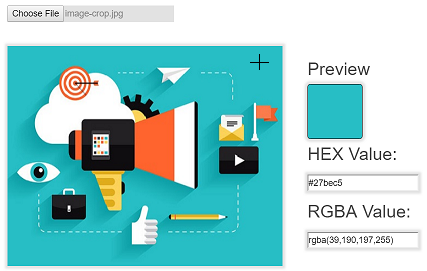 Choose File image-crop.jpg
Preview
HEX Value:
#27bec5
RGBA Value:
rgba(39,190,197,255)